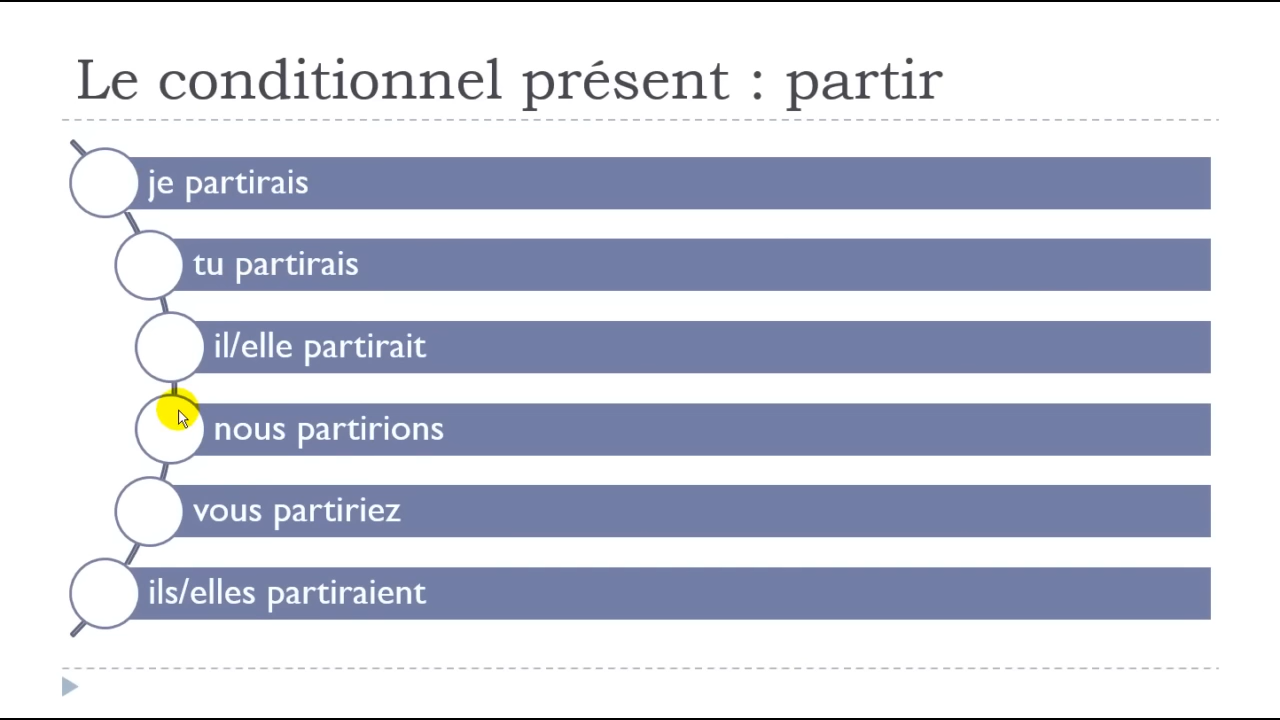 Le conditionnel présent : partir
je partirais
tu partirais
il/elle partirait
nous partirions
vous partiriez
ils/elles partiraient